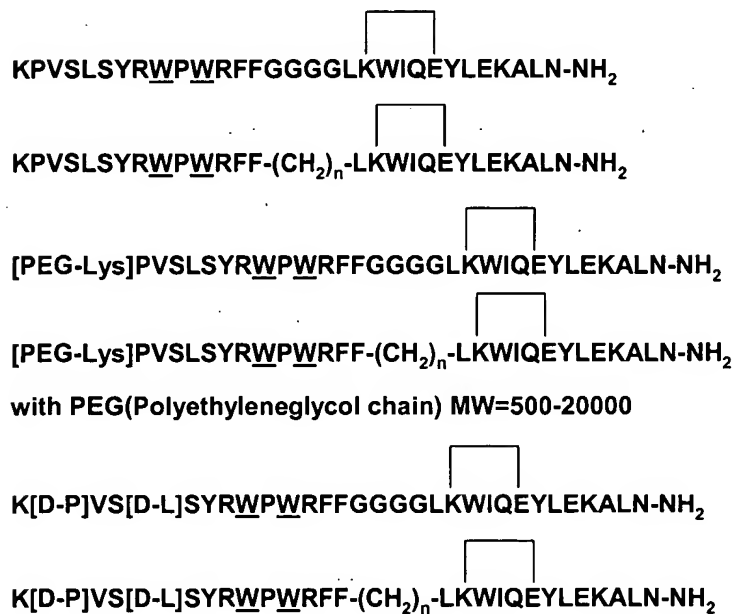 KPVSLSYRWPWRFFGGGGLKWIQEYLEKALN-NH₂
KPVSLSYRWPWRFF-(CH₂)ₙ-LKWIQEYLEKALN-NH₂
[PEG-Lys]PVSLSYRWPWRFFGGGGLKWIQEYLEKALN-NH₂
[PEG-Lys]PVSLSYRWPWRFF-(CH₂)ₙ-LKWIQEYLEKALN-NH₂
with PEG(Polyethyleneglycol chain) MW=500-20000
K[D-P]VS[D-L]SYRWPWRFFGGGGLKWIQEYLEKALN-NH₂
K[D-P]VS[D-L]SYRWPWRFF-(CH₂)ₙ-LKWIQEYLEKALN-NH₂